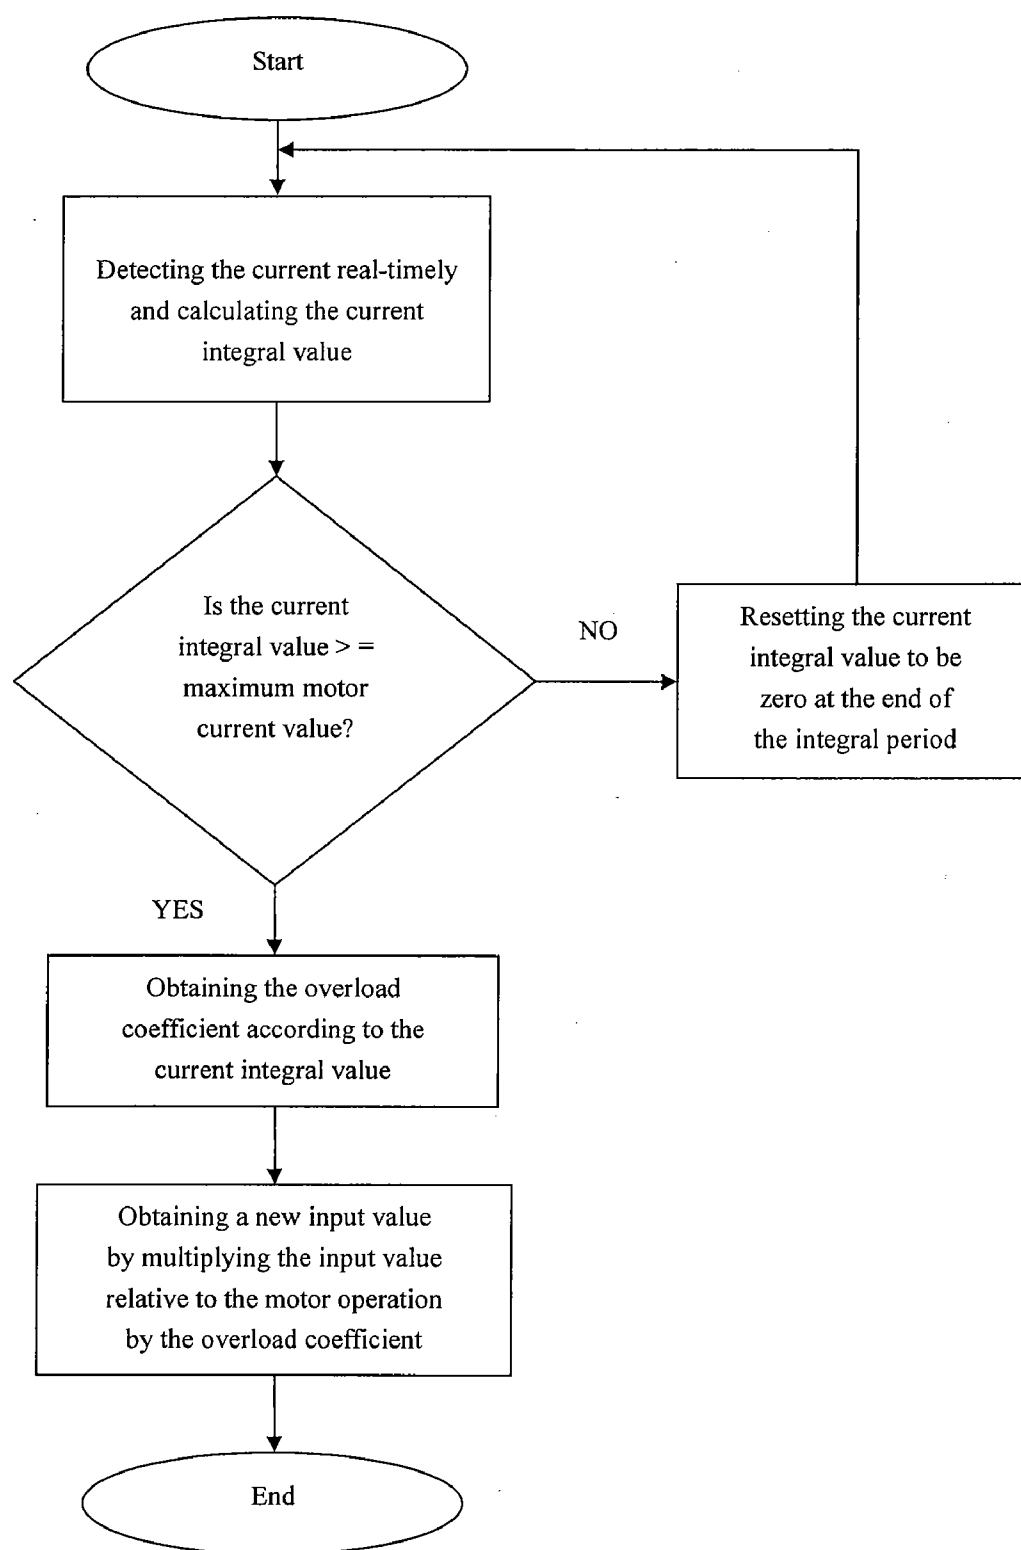 Start
Detecting the current real-timely
and calculating the current
integral value
Is the current
integral value > =
maximum motor
current value?
NO
Resetting the current
integral value to be
zero at the end of
the integral period
YES
Obtaining the overload
coefficient according to the
current integral value
Obtaining a new input value
by multiplying the input value
relative to the motor operation
by the overload coefficient
End